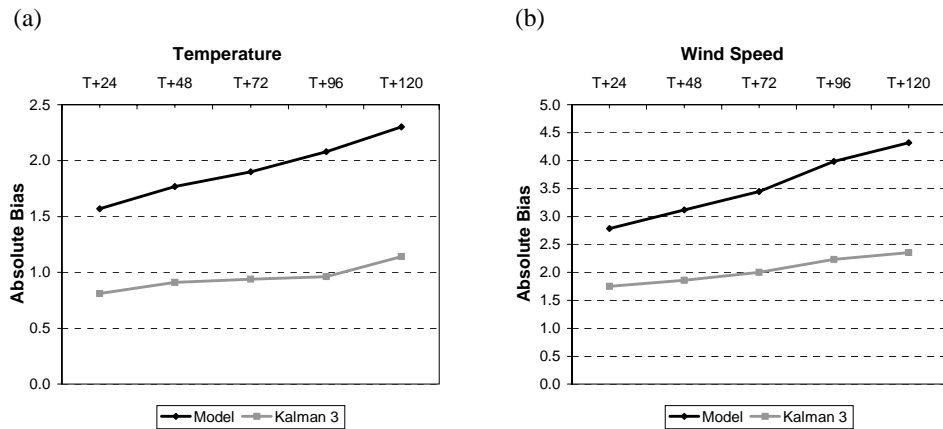 (a)
Temperature
T+24 T+48 T+72 T+96 T+120
2.5
2.0
1.5
1.0
0.5
0.0
Absolute Bias
Model Kalman 3
(b)
Wind Speed
T+24 T+48 T+72 T+96 T+120
5.0
4.5
4.0
3.5
3.0
2.5
2.0
1.5
1.0
0.5
0.0
Absolute Bias
Model Kalman 3